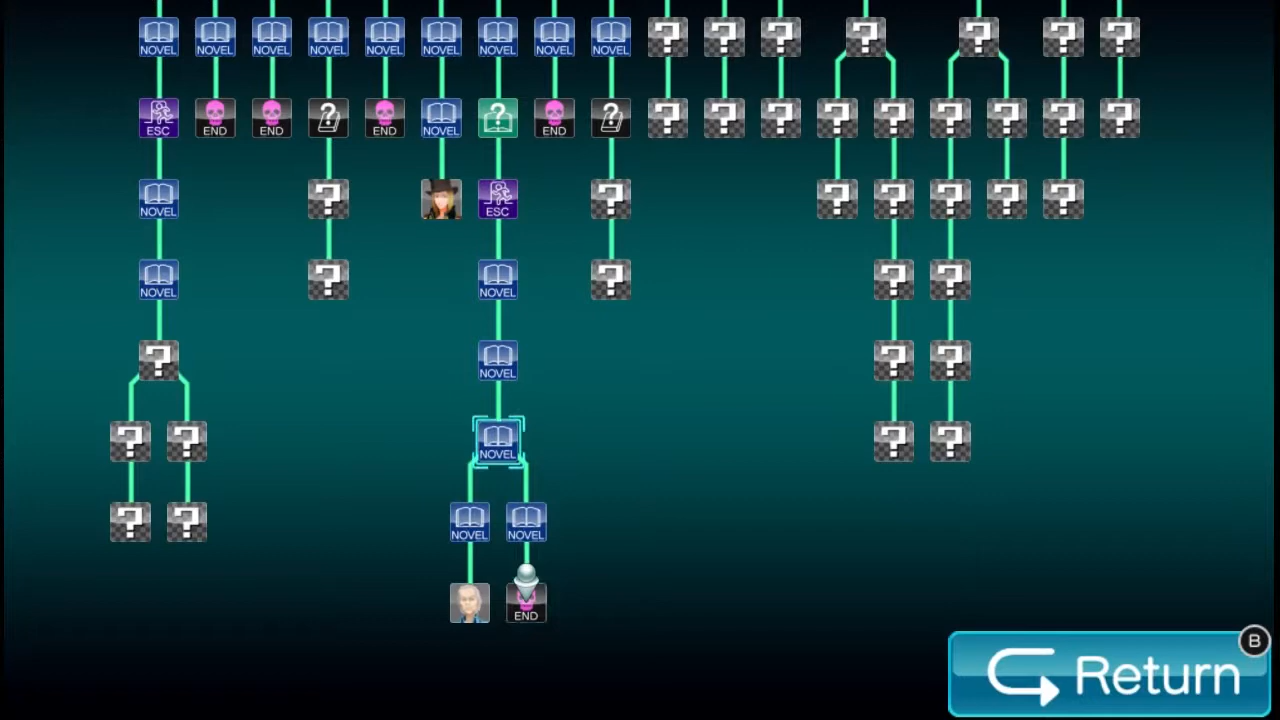 NOVEL NOVEL NOVEL NOVEL NOVEL NOVEL NOVEL NOVEL NOVEL ? ? ? ? ? ? ?
ESC END END ? END NOVEL ? END ? ? ? ? ? ? ? ? ? ?
NOVEL ? ESC ? ? ? ? ? ?
NOVEL ? NOVEL ? ? ?
? NOVEL ? ?
? ? NOVEL ? ?
? ? NOVEL NOVEL
END
B
Return